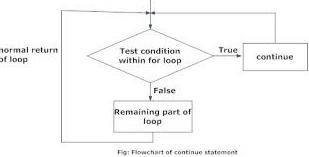 normal return
of loop
Test condition
within for loop
True
continue
False
Remaining part of
loop
Fig: Flowchart of continue statement